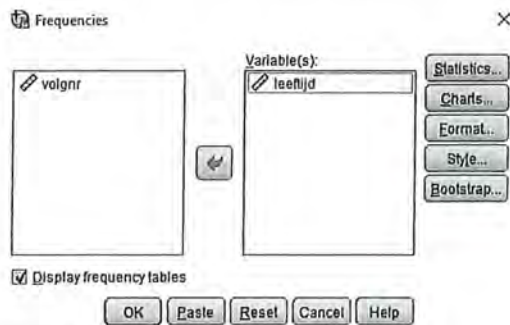 Frequencies
Variable(s):
volgnr
leeftijd
Statistics...
Charts...
Format...
Style...
Bootstrap...
Display frequency tables
OK Paste Reset Cancel Help